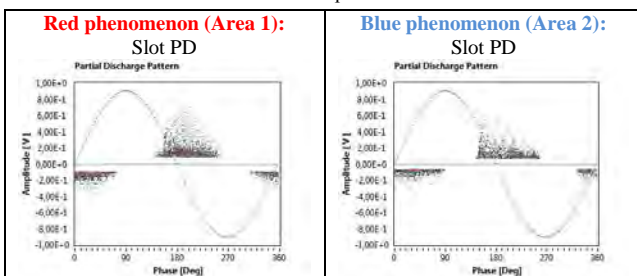 Red phenomenon (Area 1):
Slot PD
Partial Discharge Pattern
1,00E+0
8,00E-1
6,00E-1
4,00E-1
2,00E-1
0,00E+0
-2,00E-1
-4,00E-1
-6,00E-1
-8,00E-1
-1,00E+0
Amplitude [V]
0 90 180 270 360
Phase [Deg]
Blue phenomenon (Area 2):
Slot PD
Partial Discharge Pattern
1,00E+0
8,00E-1
6,00E-1
4,00E-1
2,00E-1
0,00E+0
-2,00E-1
-4,00E-1
-6,00E-1
-8,00E-1
-1,00E+0
Amplitude [V]
0 90 180 270 360
Phase [Deg]